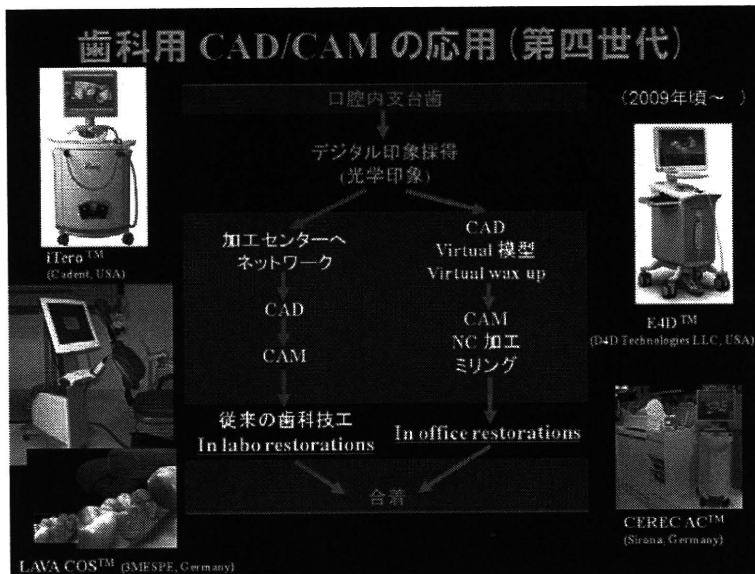 歯科用 CAD/CAM の応用 (第四世代)
口腔内支台歯
(2009年頃～ )
デジタル印象採得
(光学印象)
iTero™
(Cadent, USA)
加工センターへ
ネットワーク
CAD
CAM
従来の歯科技工
In labo restorations
CAD
Virtual 模型
Virtual wax up
CAM
NC 加工
ミリング
In office restorations
E4D™
(D4D Technologies LLC, USA)
合着
LAVA COS™ (3MESPE, Germany)
CEREC AC™
(Sirona, Germany)